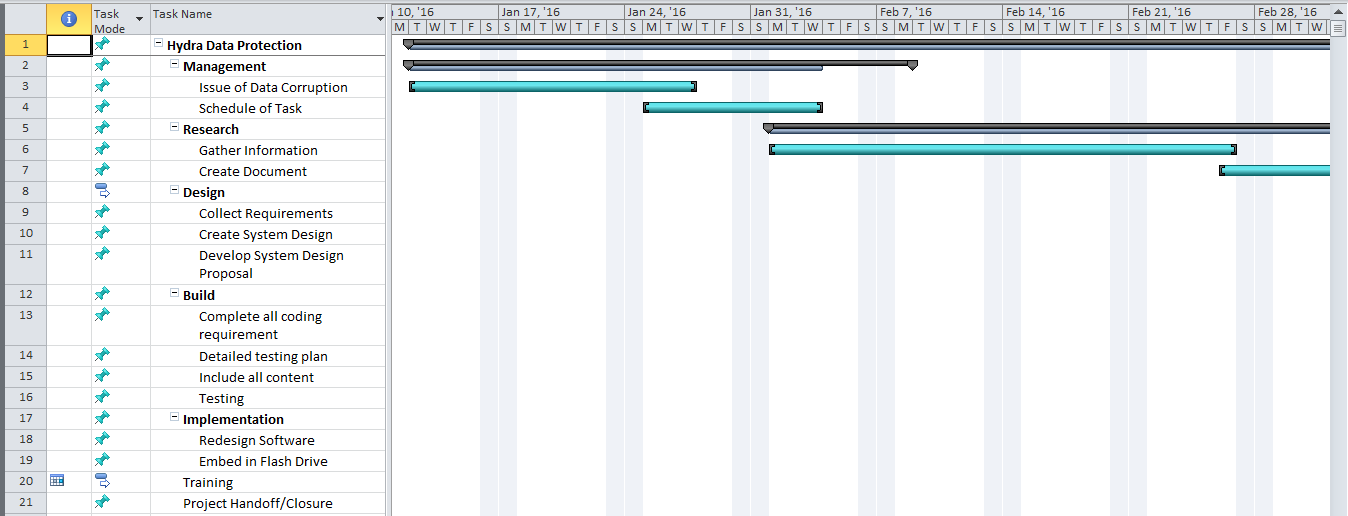 Task Mode Task Name n 10, '16 Jan 17, '16 Jan 24, '16 Jan 31, '16 Feb 7, '16 Feb 14, '16 Feb 21, '16 Feb 28, '16
M T W T F S S M T W T F S S M T W T F S S M T W T F S S M T W T F S S M T W T F S S M T W T F S S M T W
1 Hydra Data Protection
2 Management
3 Issue of Data Corruption
4 Schedule of Task
5 Research
6 Gather Information
7 Create Document
8 Design
9 Collect Requirements
10 Create System Design
11 Develop System Design
Proposal
12 Build
13 Complete all coding
requirement
14 Detailed testing plan
15 Include all content
16 Testing
17 Implementation
18 Redesign Software
19 Embed in Flash Drive
20 Training
21 Project Handoff/Closure